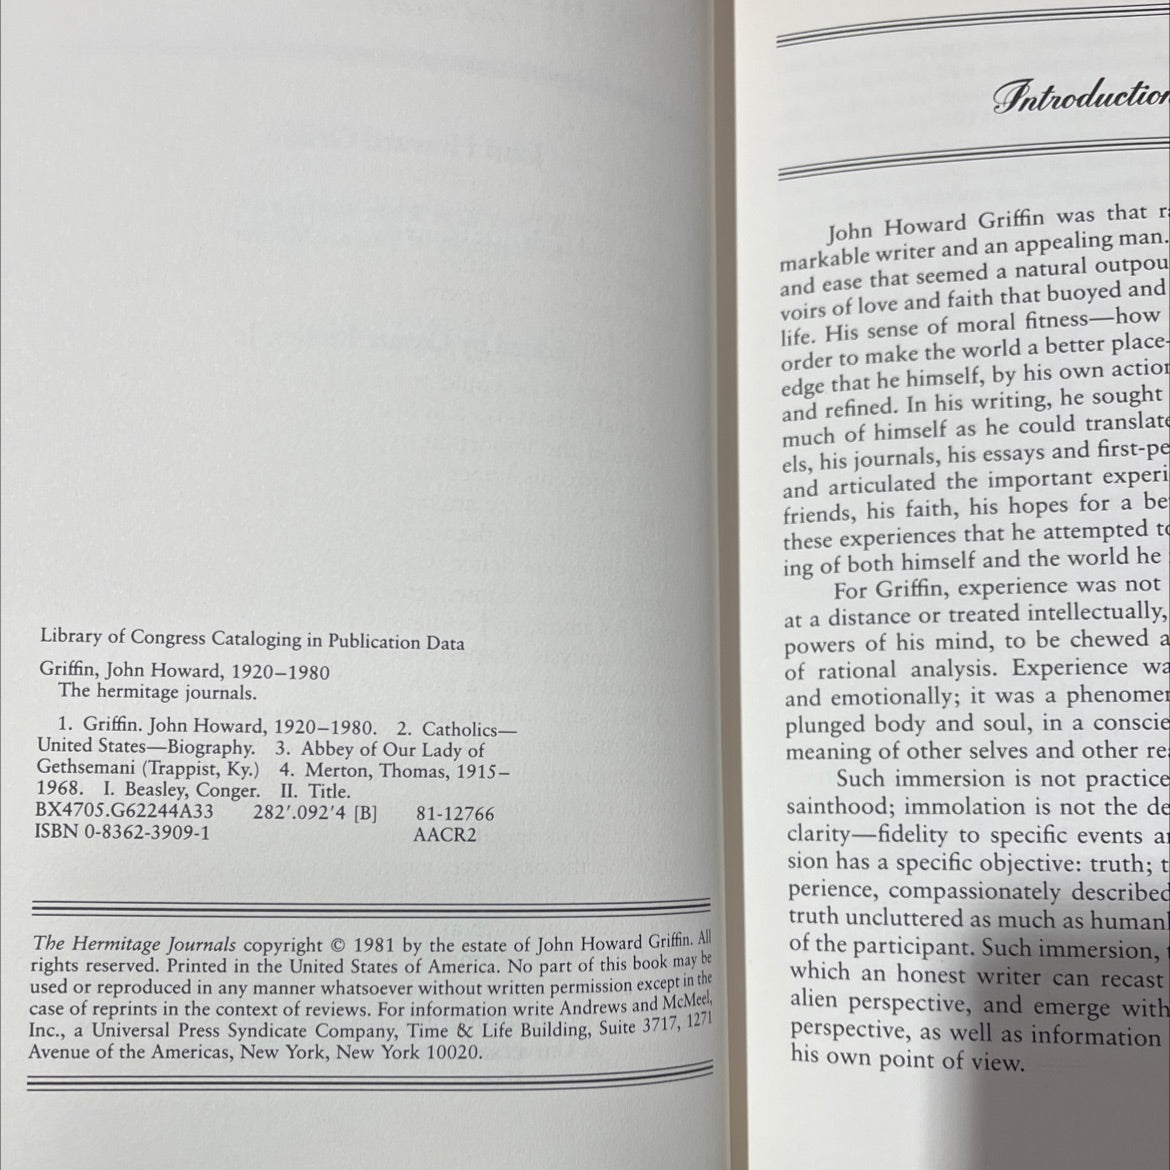 Library of Congress Cataloging in Publication Data
Griffin, John Howard, 1920–1980
The hermitage journals.
1. Griffin. John Howard, 1920–1980. 2. Catholics—
United States—Biography. 3. Abbey of Our Lady of
Gethsemani (Trappist, Ky.) 4. Merton, Thomas, 1915–
1968. I. Beasley, Conger. II. Title.
BX4705.G62244A33 282'.092'4 [B] 81-12766
ISBN 0-8362-3909-1 AACR2
The Hermitage Journals copyright © 1981 by the estate of John Howard Griffin. All
rights reserved. Printed in the United States of America. No part of this book may be
used or reproduced in any manner whatsoever without written permission except in the
case of reprints in the context of reviews. For information write Andrews and McMeel,
Inc., a Universal Press Syndicate Company, Time & Life Building, Suite 3717, 1271
Avenue of the Americas, New York, New York 10020.
Introduction
John Howard Griffin was that
markable writer and an appealing man.
and ease that seemed a natural outpou
voirs of love and faith that buoyed and
life. His sense of moral fitness—how
order to make the world a better place-
edge that he himself, by his own action
and refined. In his writing, he sought
much of himself as he could translate
els, his journals, his essays and first-pe
and articulated the important experi
friends, his faith, his hopes for a be
these experiences that he attempted to
ing of both himself and the world he
For Griffin, experience was not
at a distance or treated intellectually,
powers of his mind, to be chewed a
of rational analysis. Experience wa
and emotionally; it was a phenomen
plunged body and soul, in a conscie
meaning of other selves and other re
Such immersion is not practice
sainthood; immolation is not the de
clarity—fidelity to specific events a
sion has a specific objective: truth; t
perience, compassionately described
truth uncluttered as much as human
of the participant. Such immersion,
which an honest writer can recast
alien perspective, and emerge with
perspective, as well as information
his own point of view.